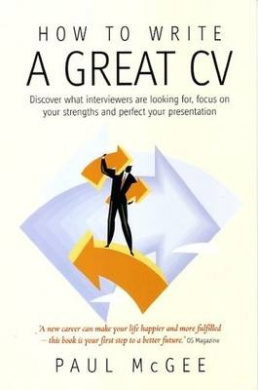 HOW TO WRITE
A GREAT CV
Discover what interviewers are looking for, focus on
your strengths and perfect your presentation
'A new career can make your life happier and more fulfilled
– this book is your first step to a better future.' OS Magazine
PAUL McGEE